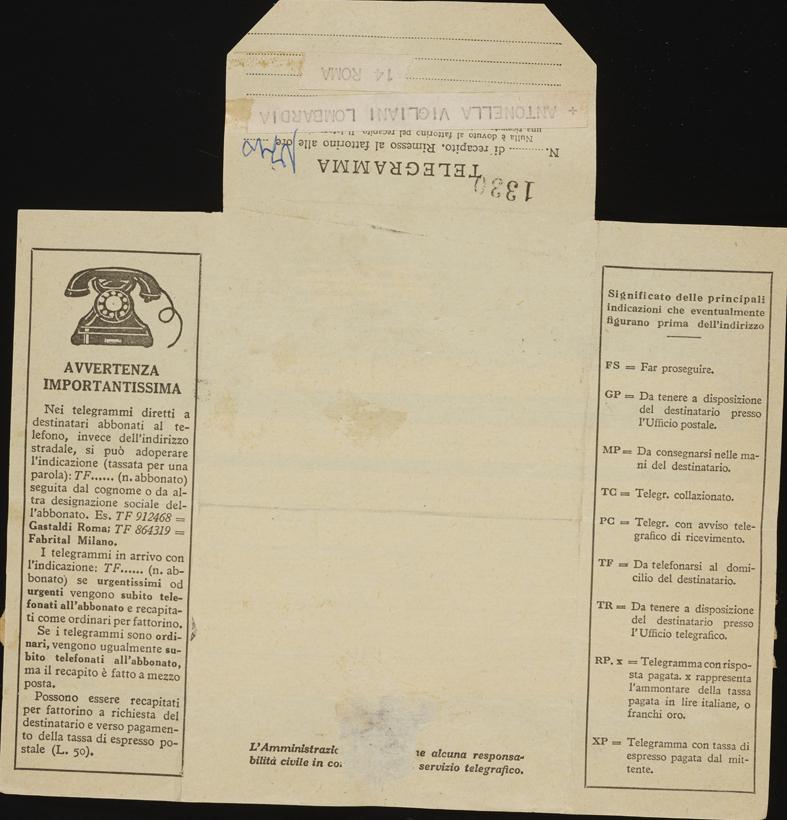 1330
TELEGRAMMA
N. ......... di recapito. Rimesso al fattorino alle ore
Nulla è dovuto al fattorino pel recapito.
+ ANTONELLA VIGLIANI LOMBARDIA
14 ROMA
AVVERTENZA
IMPORTANTISSIMA
Nei telegrammi diretti a
destinatari abbonati al te-
lefono, invece dell'indirizzo
stradale, si può adoperare
l'indicazione (tassata per una
parola): TF...... (n. abbonato)
seguita dal cognome o da al-
tra designazione sociale del-
l'abbonato. Es. TF 912468 =
Gastaldi Roma; TF 864319 =
Fabrital Milano.
I telegrammi in arrivo con
l'indicazione: TF...... (n. ab-
bonato) se urgentissimi od
urgenti vengono subito tele-
fonati all'abbonato e recapita-
ti come ordinari per fattorino.
Se i telegrammi sono ordi-
nari, vengono ugualmente su-
bito telefonati all'abbonato,
ma il recapito è fatto a mezzo
posta.
Possono essere recapitati
per fattorino a richiesta del
destinatario e verso pagamen-
to della tassa di espresso po-
stale (L. 50).
L'Amministrazio ne alcuna responsa-
bilità civile in co servizio telegrafico.
Significato delle principali
indicazioni che eventualmente
figurano prima dell'indirizzo
FS = Far proseguire.
GP = Da tenere a disposizione
del destinatario presso
l'Ufficio postale.
MP = Da consegnarsi nelle ma-
ni del destinatario.
TC = Telegr. collazionato.
PC = Telegr. con avviso tele-
grafico di ricevimento.
TF = Da telefonarsi al domi-
cilio del destinatario.
TR = Da tenere a disposizione
del destinatario presso
l'Ufficio telegrafico.
RP. x = Telegramma con rispo-
sta pagata. x rappresenta
l'ammontare della tassa
pagata in lire italiane, o
franchi oro.
XP = Telegramma con tassa di
espresso pagata dal mit-
tente.